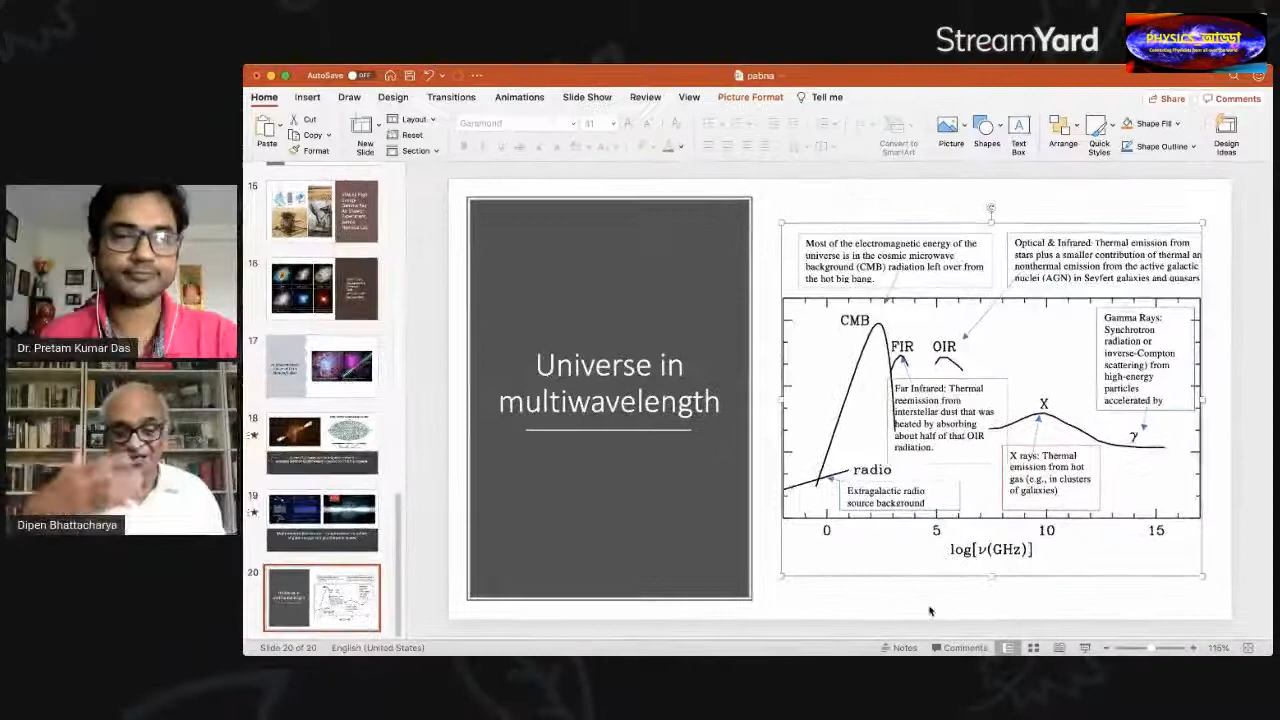 StreamYard
PHYSICS_আড্ডা
AutoSave OFF
pabna
Home Insert Draw Design Transitions Animations Slide Show Review View Picture Format Tell me
Share Comments
Paste
Cut
Copy
Format
New Slide
Layout
Reset
Section
Garamond 41
Convert to SmartArt
Picture
Shapes
Text Box
Arrange
Quick Styles
Shape Fill
Shape Outline
Design Ideas
Dr. Pretam Kumar Das
Dipen Bhattacharya
15
16
17
18
19
20
Universe in
multiwavelength
Most of the electromagnetic energy of the
universe is in the cosmic microwave
background (CMB) radiation left over from
the hot big bang.
Optical & Infrared: Thermal emission from
stars plus a smaller contribution of thermal an
nonthermal emission from the active galactic
nuclei (AGN) in Seyfert galaxies and quasars
CMB
FIR
OIR
Gamma Rays:
Synchrotron
radiation or
inverse-Compton
scattering) from
high-energy
particles
accelerated by
Far Infrared: Thermal
reemission from
interstellar dust that was
heated by absorbing
about half of that OIR
radiation.
X
γ
X rays: Thermal
emission from hot
gas (e.g., in clusters
of galaxies)
radio
Extragalactic radio
source background
0 5 10 15
log[ν(GHz)]
Slide 20 of 20 English (United States)
Notes Comments 116%